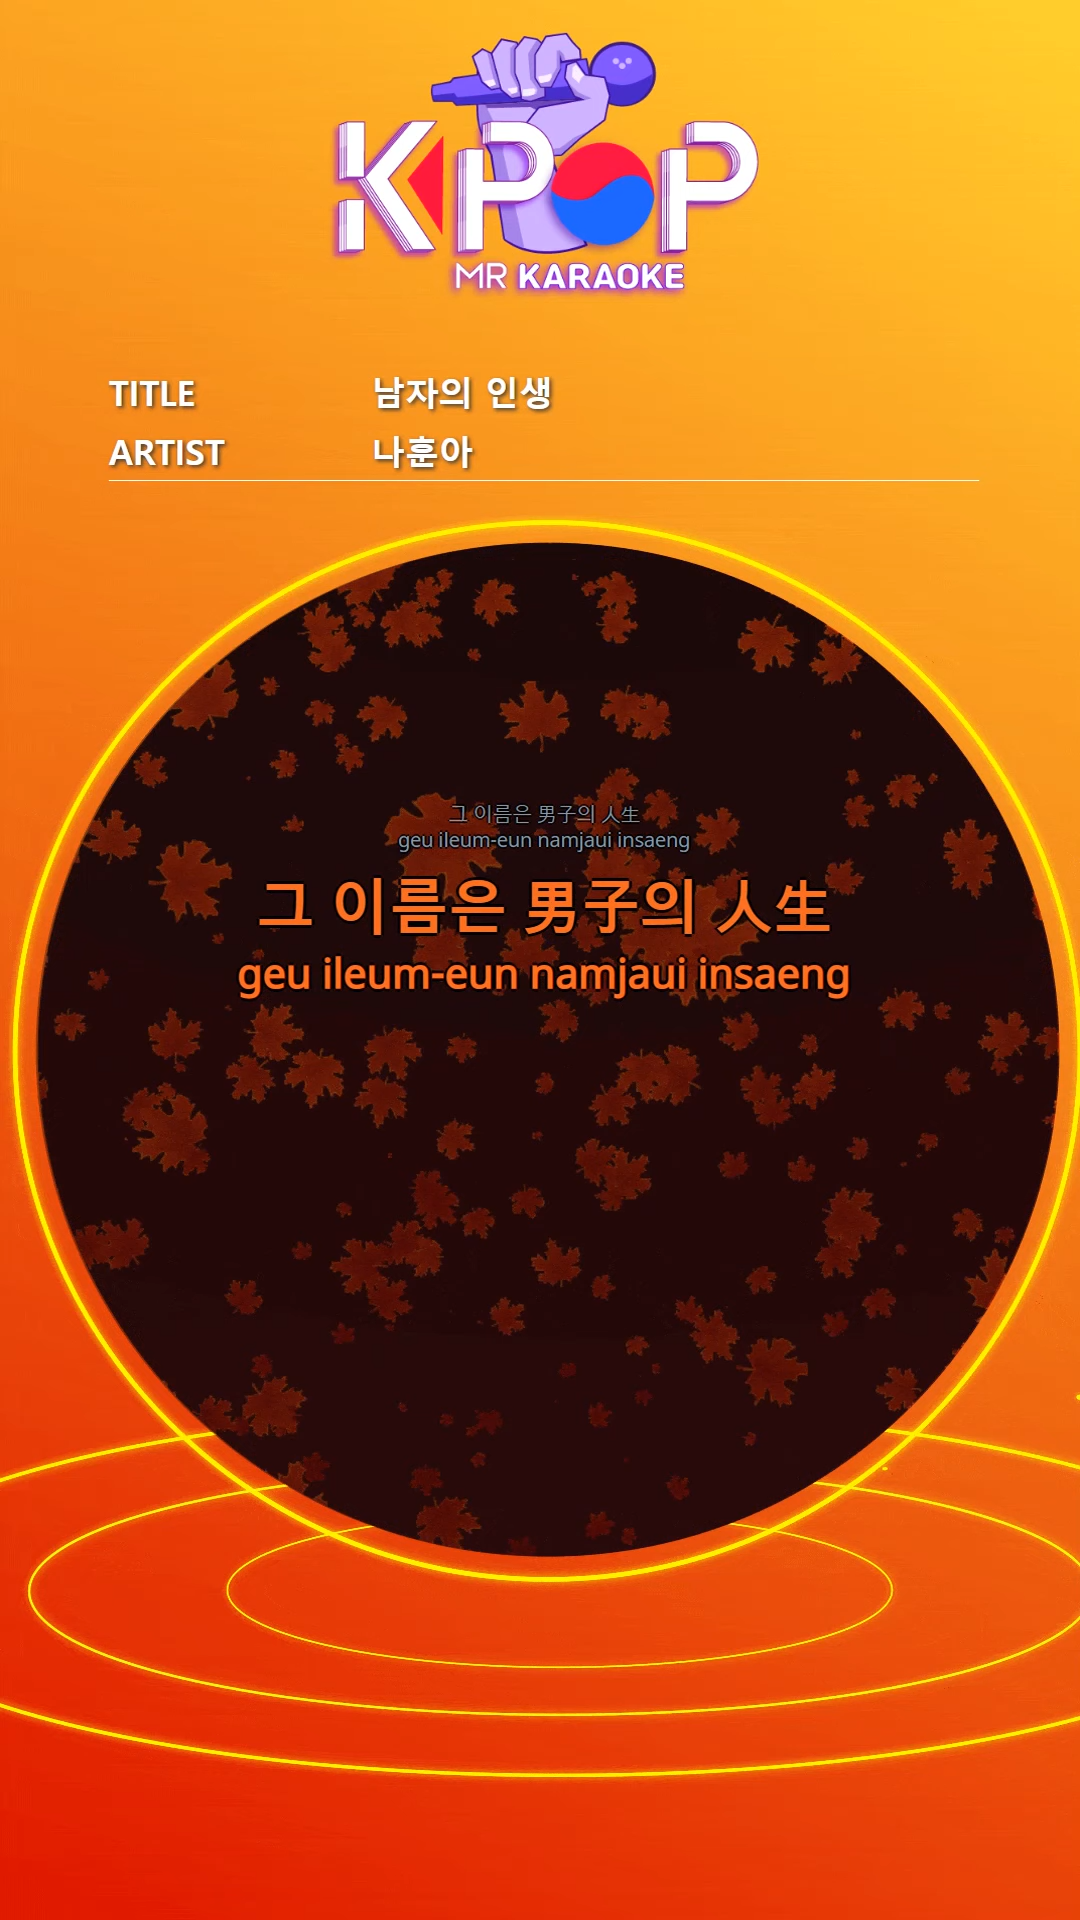 KPOP
MR KARAOKE
TITLE 남자의 인생
ARTIST 나훈아
그 이름은 男子의 人生
geu ileum-eun namjaui insaeng
그 이름은 男子의 人生
geu ileum-eun namjaui insaeng